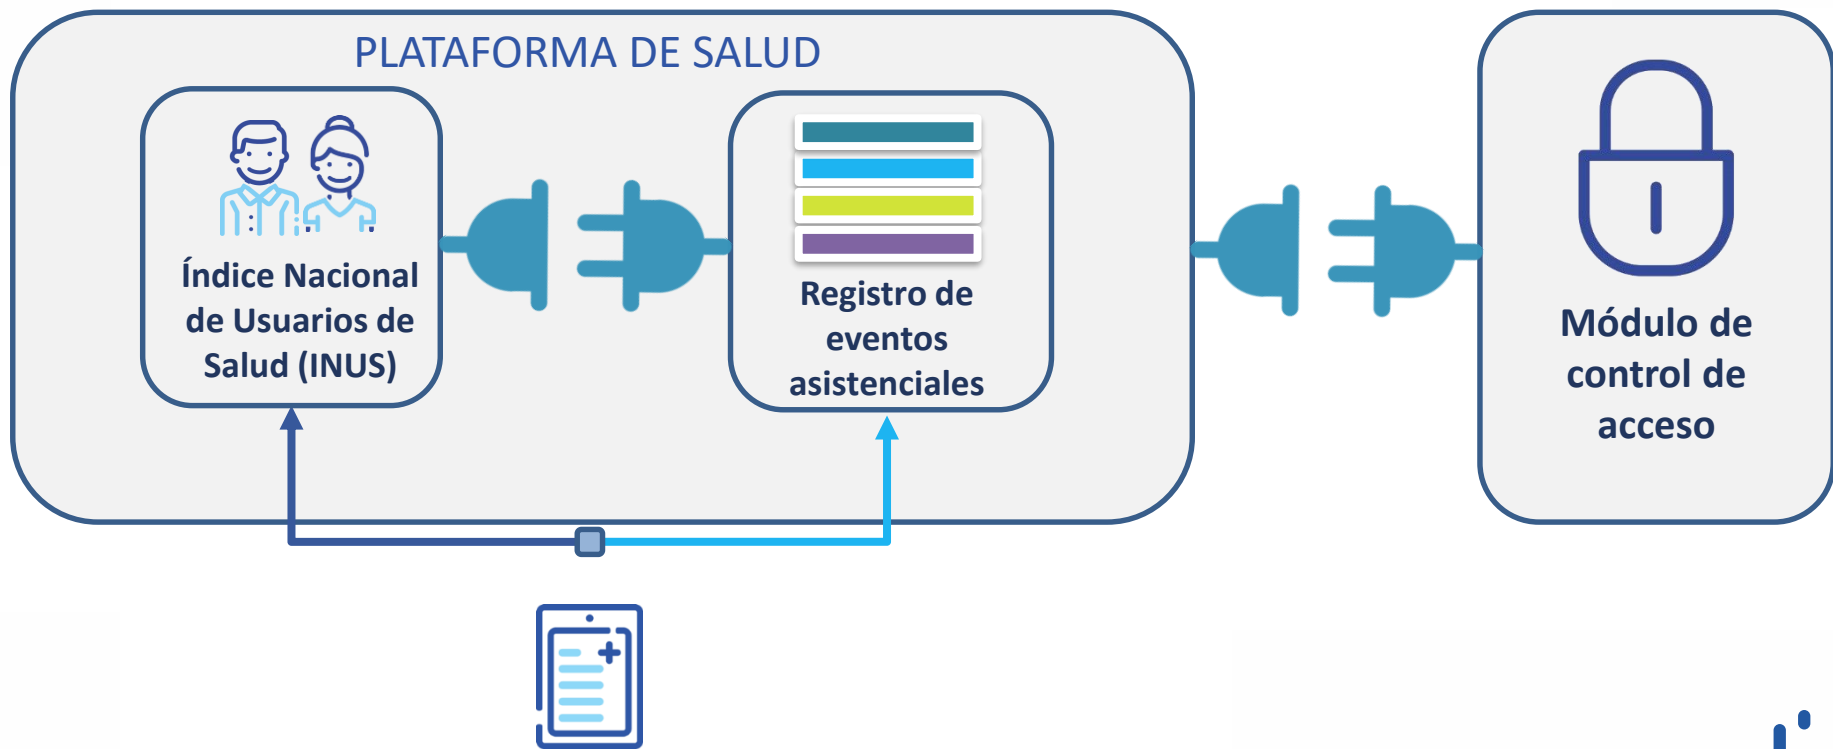 PLATAFORMA DE SALUD
Índice Nacional
de Usuarios de
Salud (INUS)
Registro de
eventos
asistenciales
Módulo de
control de
acceso